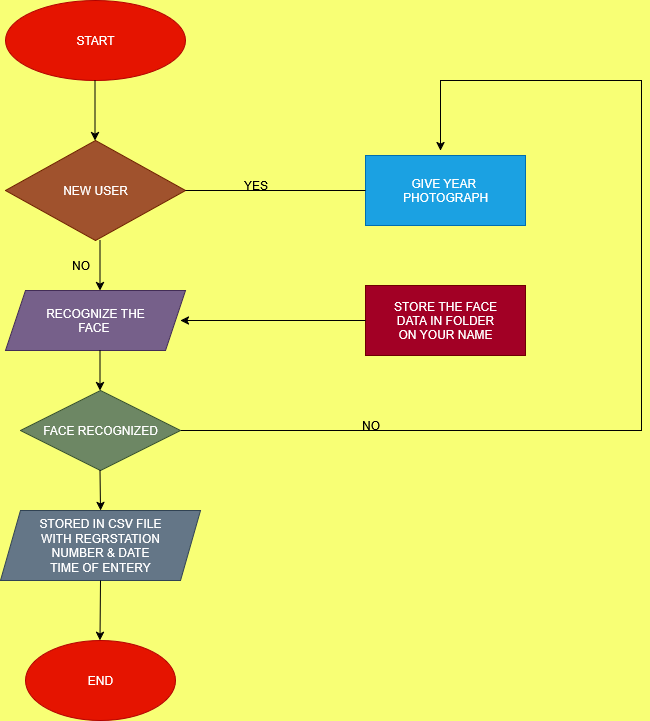 START
NEW USER
YES
GIVE YEAR
PHOTOGRAPH
NO
RECOGNIZE THE
FACE
STORE THE FACE
DATA IN FOLDER
ON YOUR NAME
FACE RECOGNIZED
NO
STORED IN CSV FILE
WITH REGRSTATION
NUMBER & DATE
TIME OF ENTERY
END